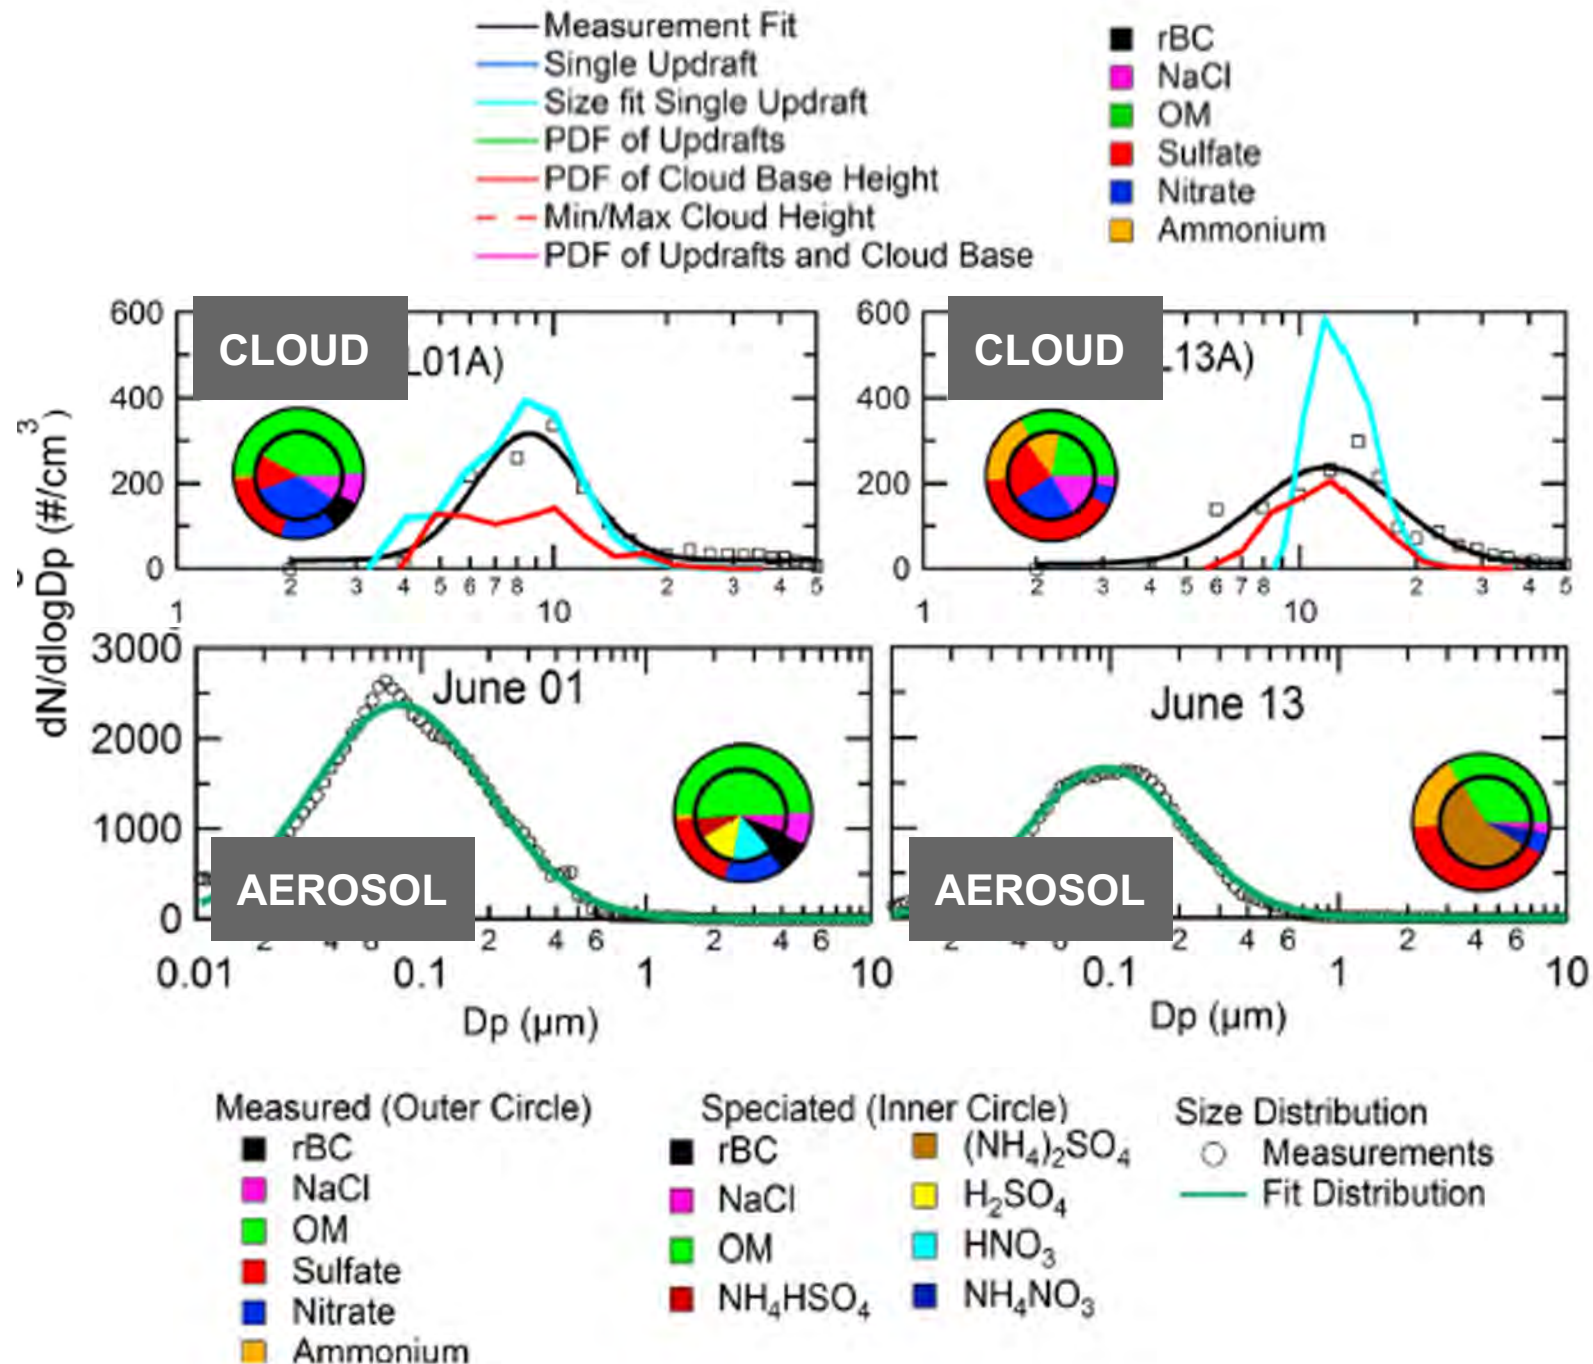 Measurement Fit
Single Updraft
Size fit Single Updraft
PDF of Updrafts
PDF of Cloud Base Height
Min/Max Cloud Height
PDF of Updrafts and Cloud Base
rBC
NaCl
OM
Sulfate
Nitrate
Ammonium
dN/dlogDp (#/cm³)
600
400
200
0
CLOUD
L01A)
2 3 4 5 6 7 8 2 3 4 5
1 10
600
400
200
0
CLOUD
L13A)
2 3 4 5 6 7 8 2 3 4 5
1 10
3000
2000
1000
0
June 01
AEROSOL
2 4 6 2 4 6 2 4 6
0.01 0.1 1 10
Dp (µm)
June 13
AEROSOL
2 4 6 2 4 6 2 4 6
0.1 1 10
Dp (µm)
Measured (Outer Circle)
rBC
NaCl
OM
Sulfate
Nitrate
Ammonium
Speciated (Inner Circle)
rBC
NaCl
OM
NH₄HSO₄
(NH₄)₂SO₄
H₂SO₄
HNO₃
NH₄NO₃
Size Distribution
Measurements
Fit Distribution